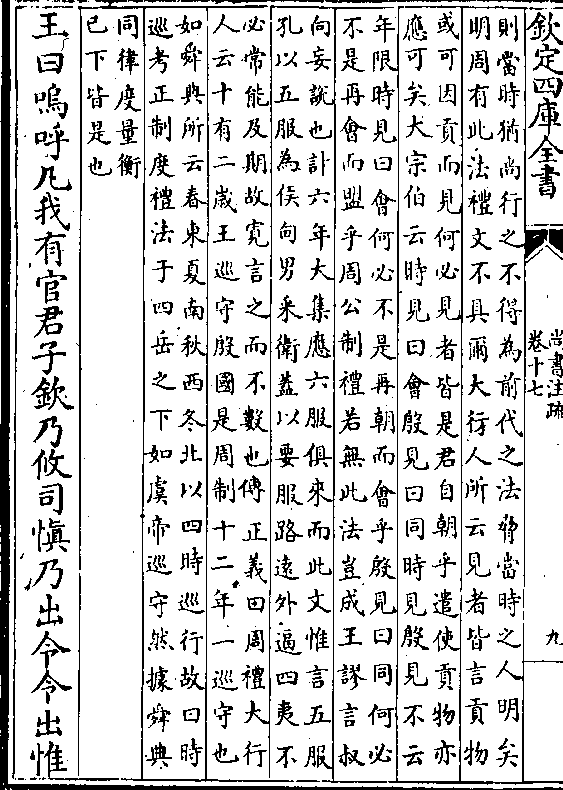 欽定四庫全書
尚書注疏
卷十七
九
則當時猶尚行之不得為前代之法脅當時之人明矣
明周有此法禮文不具爾大行人所云見者皆言貢物
或可因貢而見何必見者皆是君自朝乎遣使貢物亦
應可矣大宗伯云時見曰會殷見曰同時見殷見不云
年限時見曰會何必不是再朝而會乎殷見曰同何必
不是再會而盟乎周公制禮若無此法豈成王謬言叔
向妄說也計六年大集應六服俱來而此文惟言五服
孔以五服為侯甸男采衛蓋以要服路遠外逼四夷不
必常能及期故寛言之而不數也傳正義曰周禮大行
人云十有二歲王巡守殷國是周制十二年一巡守也
如舜典所云春東夏南秋西冬北以四時巡行故曰時
巡考正制度禮法于四岳之下如虞帝巡守然據舜典
同律度量衡
已下皆是也
王曰嗚呼凡我有官君子欽乃攸司慎乃出令令出惟